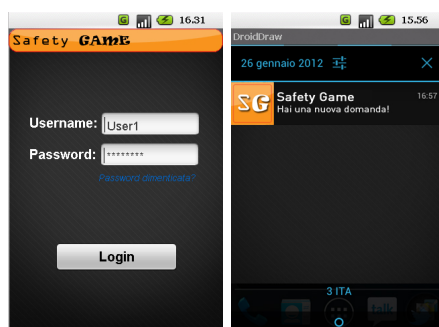 16.31
Safety GAME
Username: User1
Password: ********
Password dimenticata?
Login
15.56
DroidDraw
26 gennaio 2012
SG
Safety Game 16:57
Hai una nuova domanda!
3 ITA
talk